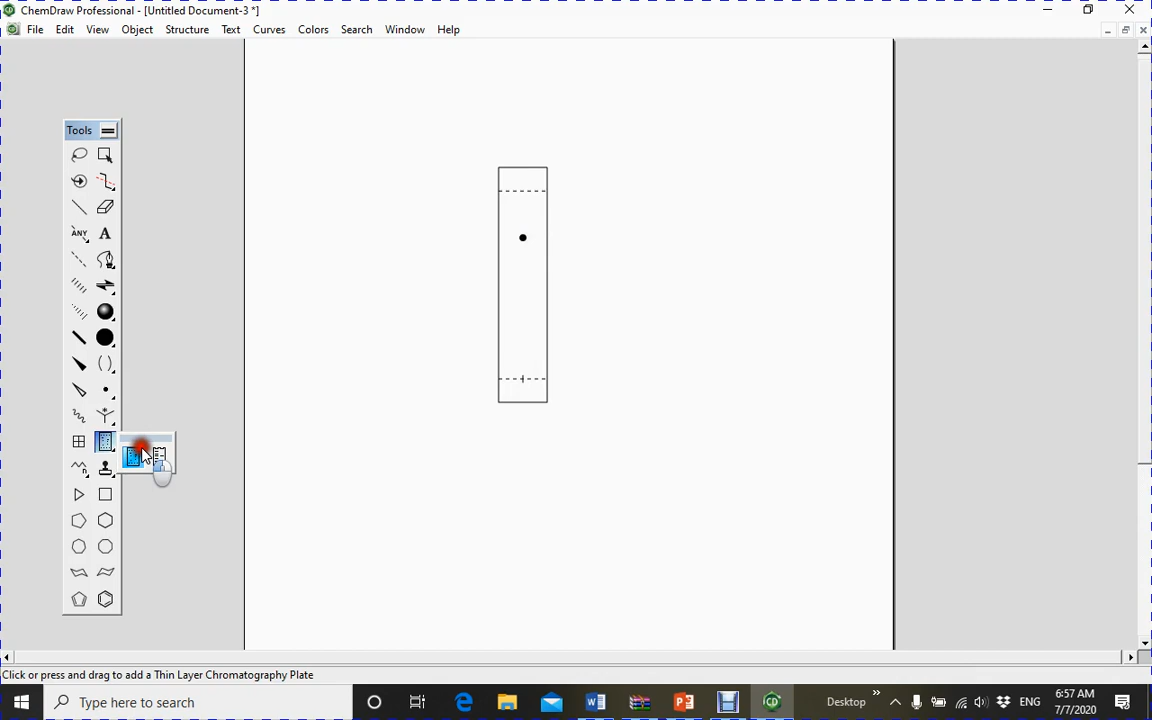 ChemDraw Professional - [Untitled Document-3 *]
File Edit View Object Structure Text Curves Colors Search Window Help
Tools
ANY A
n
Click or press and drag to add a Thin Layer Chromatography Plate
Type here to search
Desktop
ENG
6:57 AM
7/7/2020